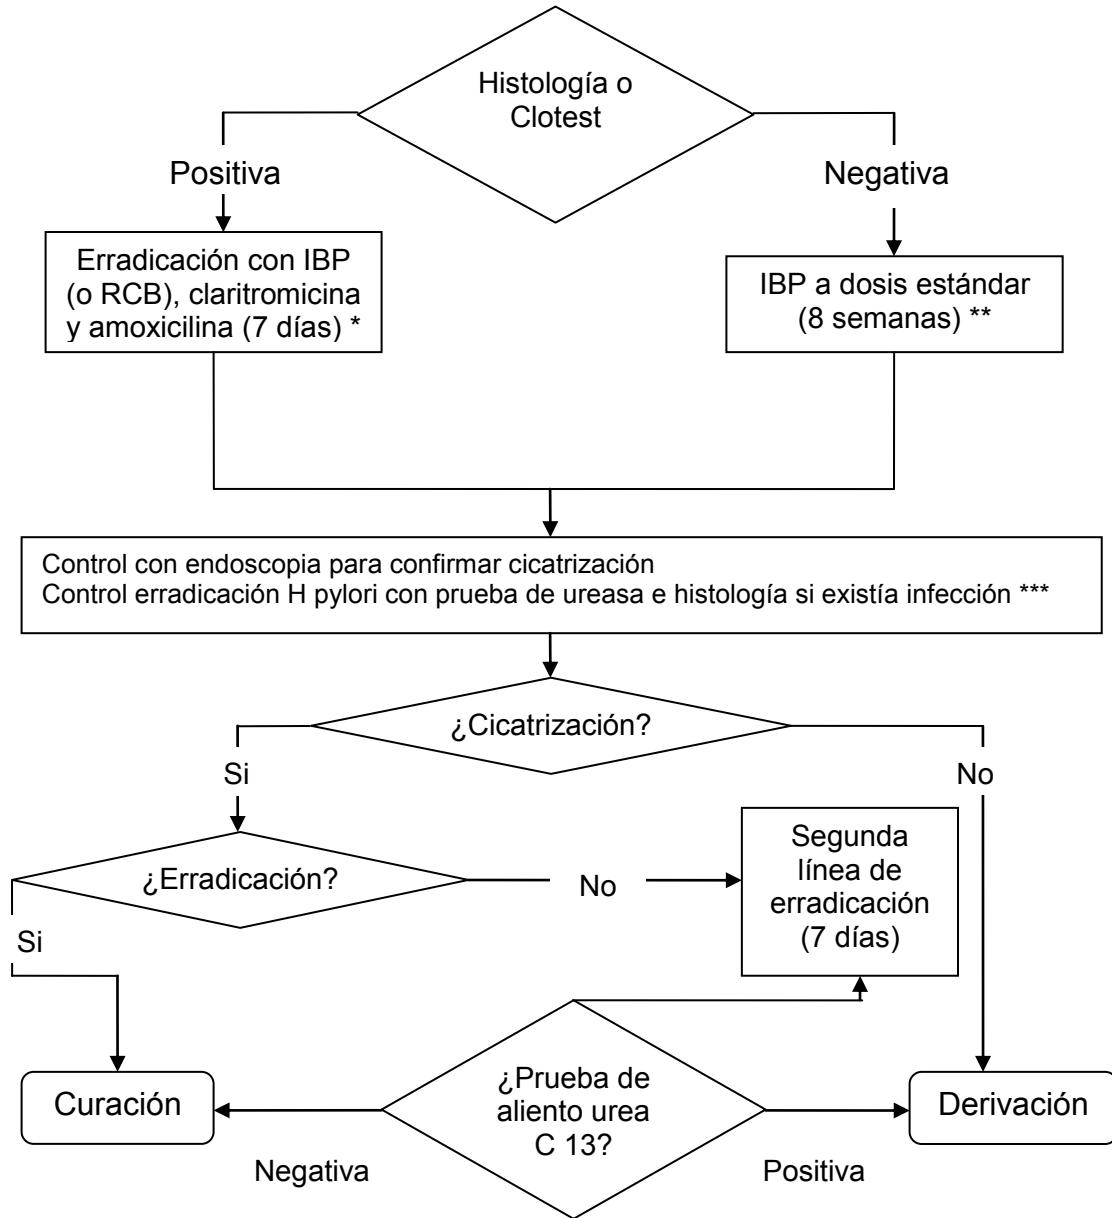 Histología o
Clotest
Positiva
Negativa
Erradicación con IBP
(o RCB), claritromicina
y amoxicilina (7 días) *
IBP a dosis estándar
(8 semanas) **
Control con endoscopia para confirmar cicatrización
Control erradicación H pylori con prueba de ureasa e histología si existía infección ***
¿Cicatrización?
Si
No
¿Erradicación?
No
Segunda
línea de
erradicación
(7 días)
Si
Curación
¿Prueba de
aliento urea
C 13?
Derivación
Negativa
Positiva